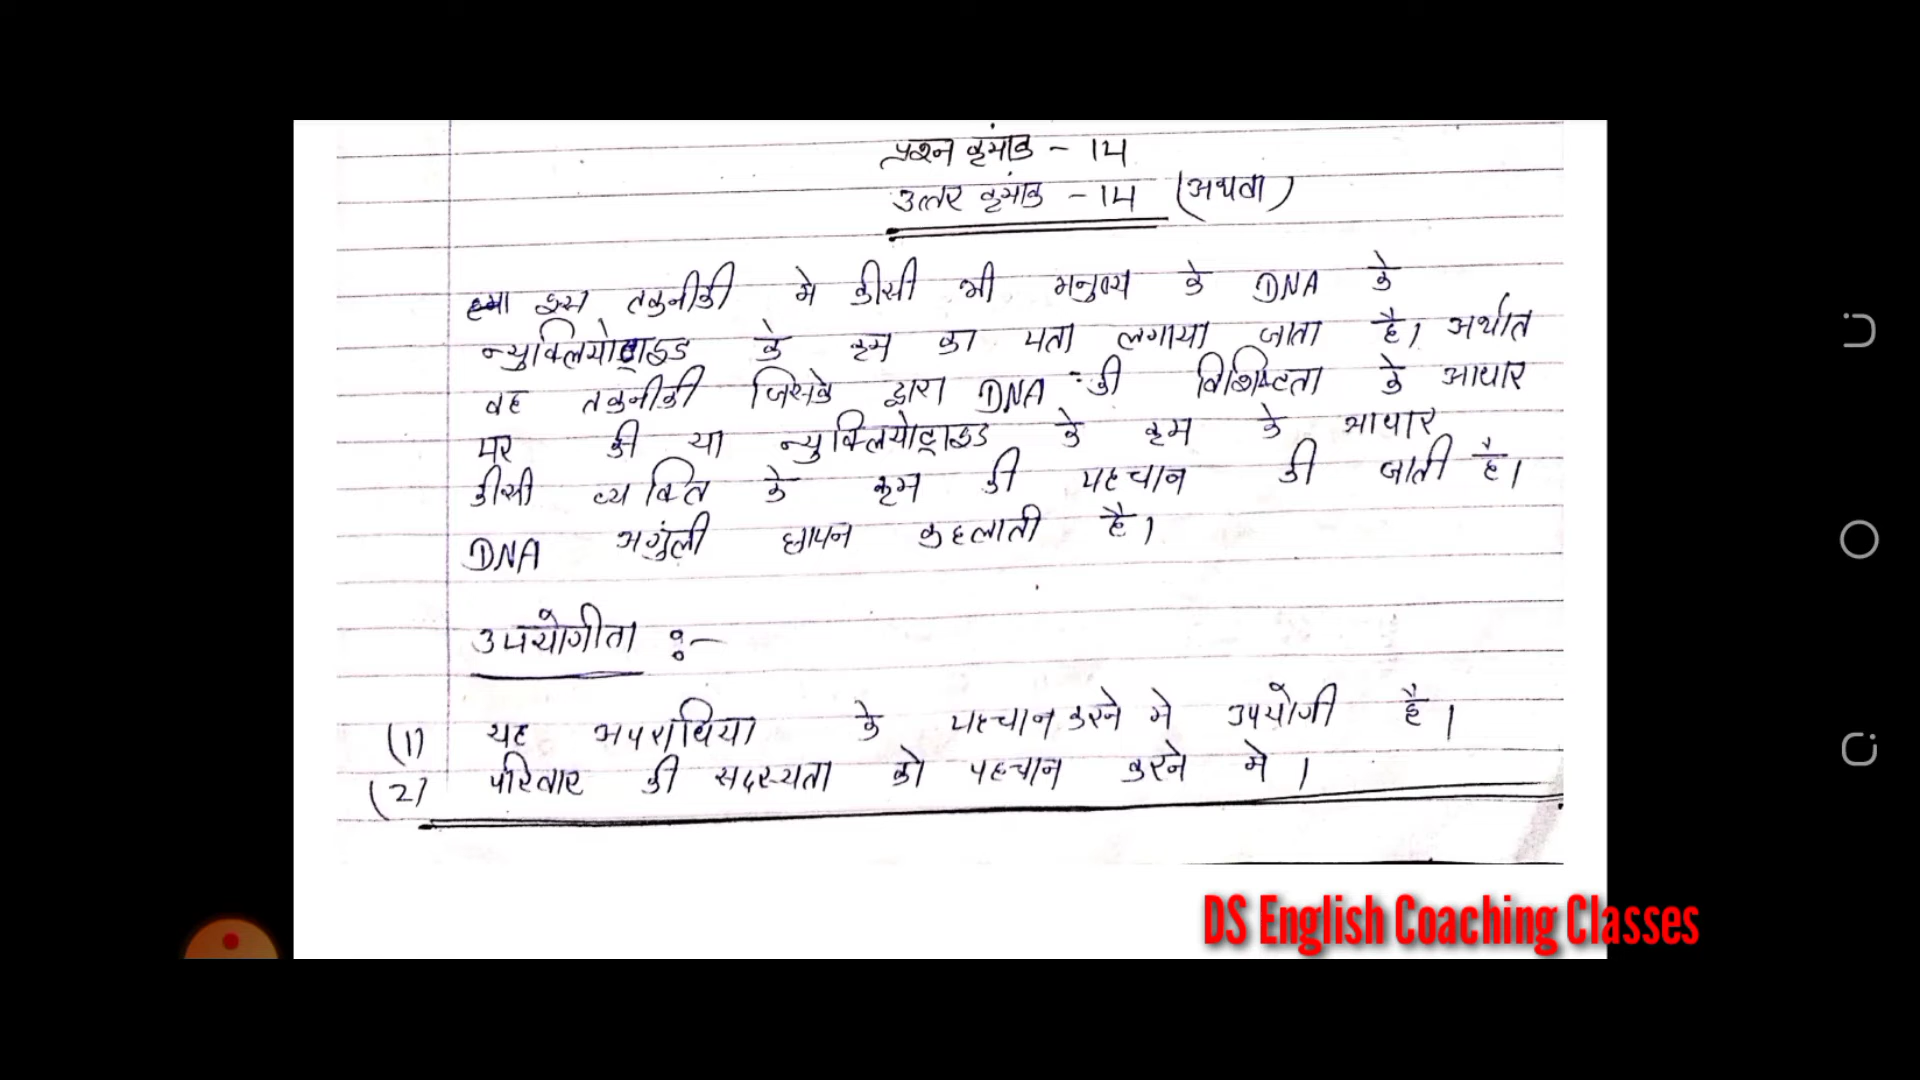 प्रश्न क्रमांक - 14
उत्तर क्रमांक - 14 (अथवा)
इस तकनीकी मे कीसी भी मनुष्य के DNA के
न्युक्लियोट्राइड के क्रम का पता लगाया जाता है। अर्थात
वह तकनीकी जिसके द्वारा DNA की विशिष्टता के आधार
पर की या न्युक्लियोट्राइड के क्रम के आधार
कीसी व्यक्ति के क्रम की पहचान की जाती है।
DNA अगुंली छापन कहलाती है।
उपयोगीता :-
(1) यह अपराधिया के पहचान करने मे उपयोगी है।
(2) परिवार की सदस्यता को पहचान करने मे।
DS English Coaching Classes